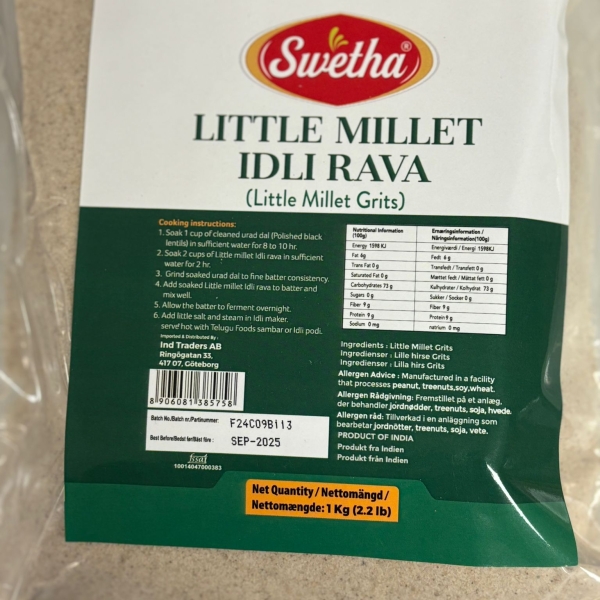 Swetha®
LITTLE MILLET
IDLI RAVA
(Little Millet Grits)
Cooking instructions:
1. Soak 1 cup of cleaned urad dal (Polished black
lentils) in sufficient water for 8 to 10 hr.
2. Soak 2 cups of Little millet Idli rava in sufficient
water for 2 hr.
3. Grind soaked urad dal to fine batter consistency.
4. Add soaked Little millet Idli rava to batter and
mix well.
5. Allow the batter to ferment overnight.
6. Add little salt and steam in Idli maker.
serve hot with Telugu Foods sambar or Idli podi.
Imported & Distributed By:
Ind Traders AB
Ringögatan 33,
417 07, Göteborg
8 906081 385758
Batch No./Batch nr./Partinummer: F24C09B113
Best Before/Bedst før/Bäst före : SEP-2025
fssai
10014047000383
Nutritional Information
(100g)
Energy 1598 KJ
Fat 6g
Trans Fat 0 g
Saturated Fat 0 g
Carbohydrates 73 g
Sugars 0 g
Fiber 9 g
Protein 9 g
Sodium 0 mg
Ernæringsinformation /
Näringsinformation(100g)
Energiværdi / Energi 1598KJ
Fedt 6 g
Transfedt / Transfett 0 g
Mættet fedt / Mättat fett 0 g
Kulhydrater / Kolhydrat 73 g
Sukker / Socker 0 g
Fiber 9 g
Protein 9 g
natrium 0 mg
Ingredients : Little Millet Grits
Ingredienser : Lille hirse Grits
Ingredienser : Lilla hirs Grits
Allergen Advice : Manufactured in a facility
that processes peanut, treenuts,soy,wheat.
Allergen Rådgivning: Fremstillet på et anlæg,
der behandler jordnødder, treenuts, soja, hvede.
Allergen råd: Tillverkad i en anläggning som
bearbetar jordnötter, treenuts, soja, vete.
PRODUCT OF INDIA
Produkt fra Indien
Produkt från Indien
Net Quantity / Nettomängd /
Nettomængde: 1 Kg (2.2 lb)